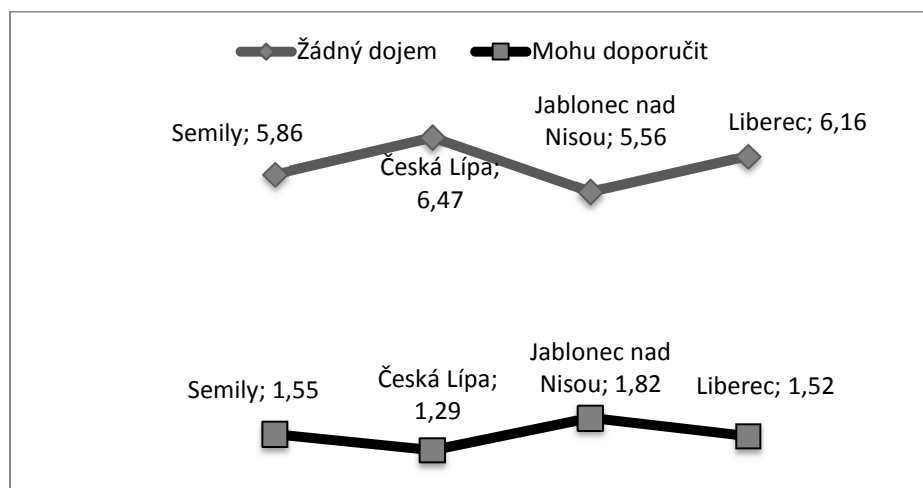 Žádný dojem
Mohu doporučit
Semily; 5,86
Česká Lípa;
6,47
Jablonec nad
Nisou; 5,56
Liberec; 6,16
Semily; 1,55
Česká Lípa;
1,29
Jablonec nad
Nisou; 1,82
Liberec; 1,52